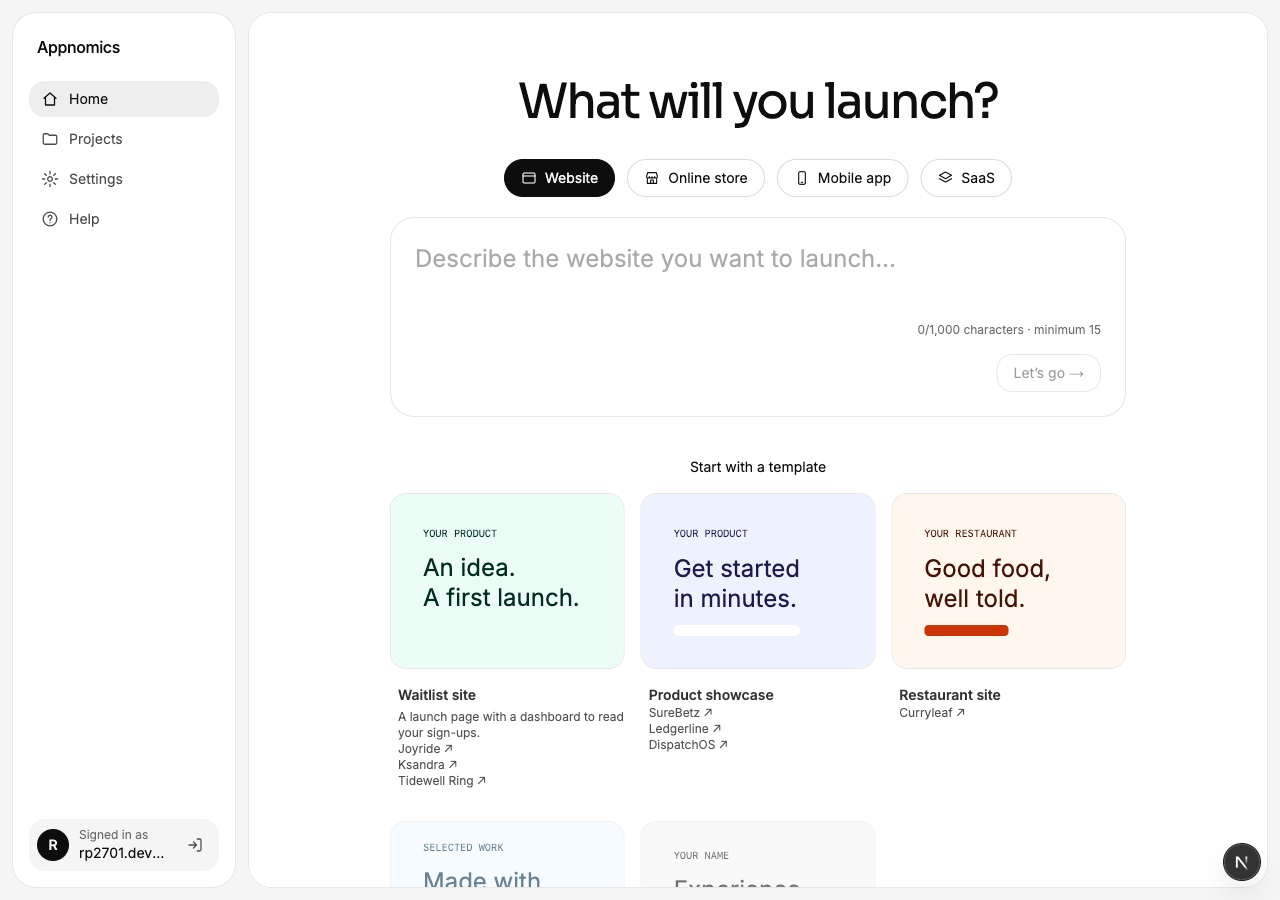 Appnomics
Home
Projects
Settings
Help
Signed in as
rp2701.dev...
R
What will you launch?
Website
Online store
Mobile app
SaaS
Describe the website you want to launch...
0/1,000 characters · minimum 15
Let's go →
Start with a template
YOUR PRODUCT
An idea.
A first launch.
Waitlist site
A launch page with a dashboard to read
your sign-ups.
Joyride ↗
Ksandra ↗
Tidewell Ring ↗
YOUR PRODUCT
Get started
in minutes.
Product showcase
SureBetz ↗
Ledgerline ↗
DispatchOS ↗
YOUR RESTAURANT
Good food,
well told.
Restaurant site
Curryleaf ↗
SELECTED WORK
Made with
YOUR NAME
Experience
N